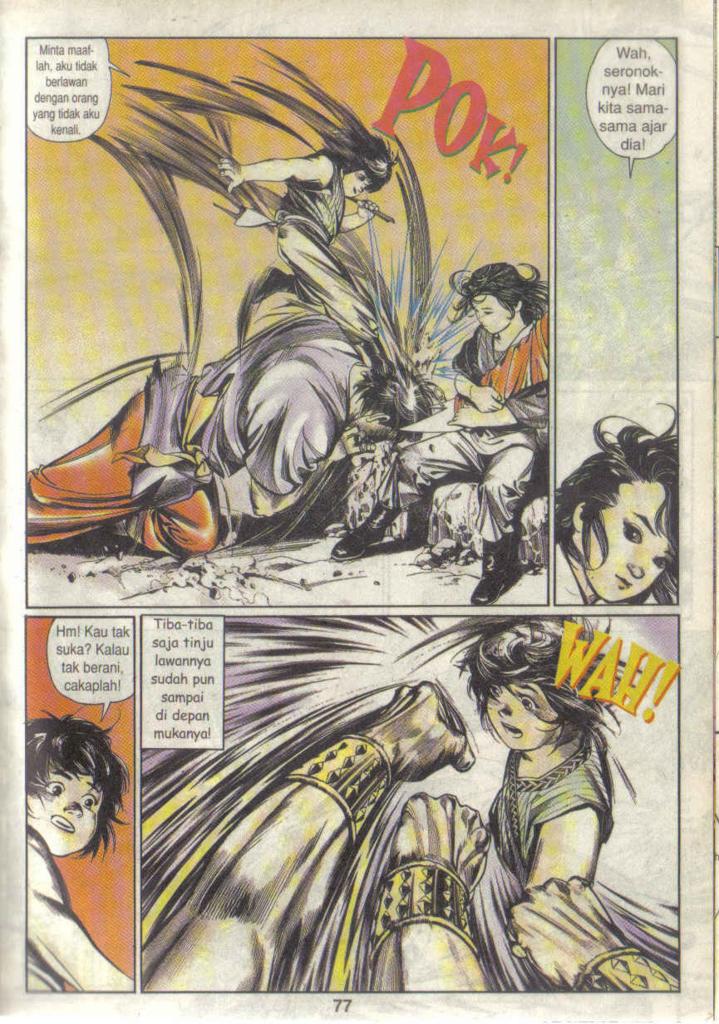 Minta maaf-
lah, aku tidak
berlawan
dengan orang
yang tidak aku
kenali.
POK!
Wah,
seronok-
nya! Mari
kita sama-
sama ajar
dia!
Hm! Kau tak
suka? Kalau
tak berani,
cakaplah!
Tiba-tiba
saja tinju
lawannya
sudah pun
sampai
di depan
mukanya!
WAH!
77